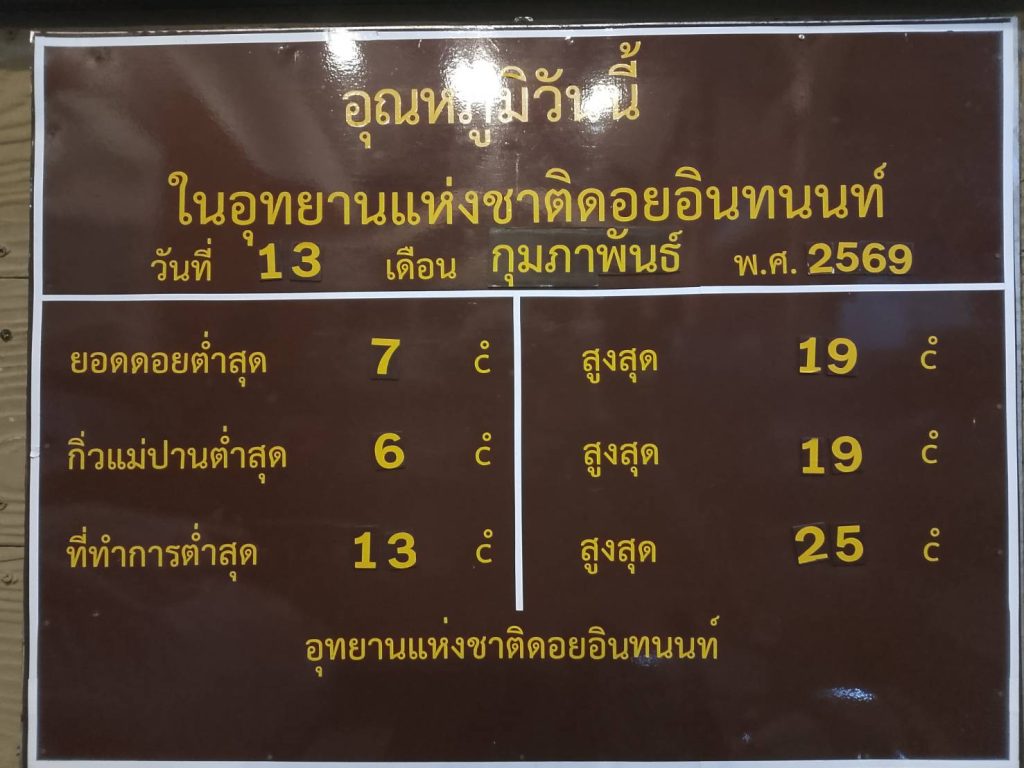 อุณหภูมิวันนี้
ในอุทยานแห่งชาติดอยอินทนนท์
วันที่ 13 เดือน กุมภาพันธ์ พ.ศ. 2569
ยอดดอยต่ำสุด 7 °C สูงสุด 19 °C
กิ่วแม่ปานต่ำสุด 6 °C สูงสุด 19 °C
ที่ทำการต่ำสุด 13 °C สูงสุด 25 °C
อุทยานแห่งชาติดอยอินทนนท์